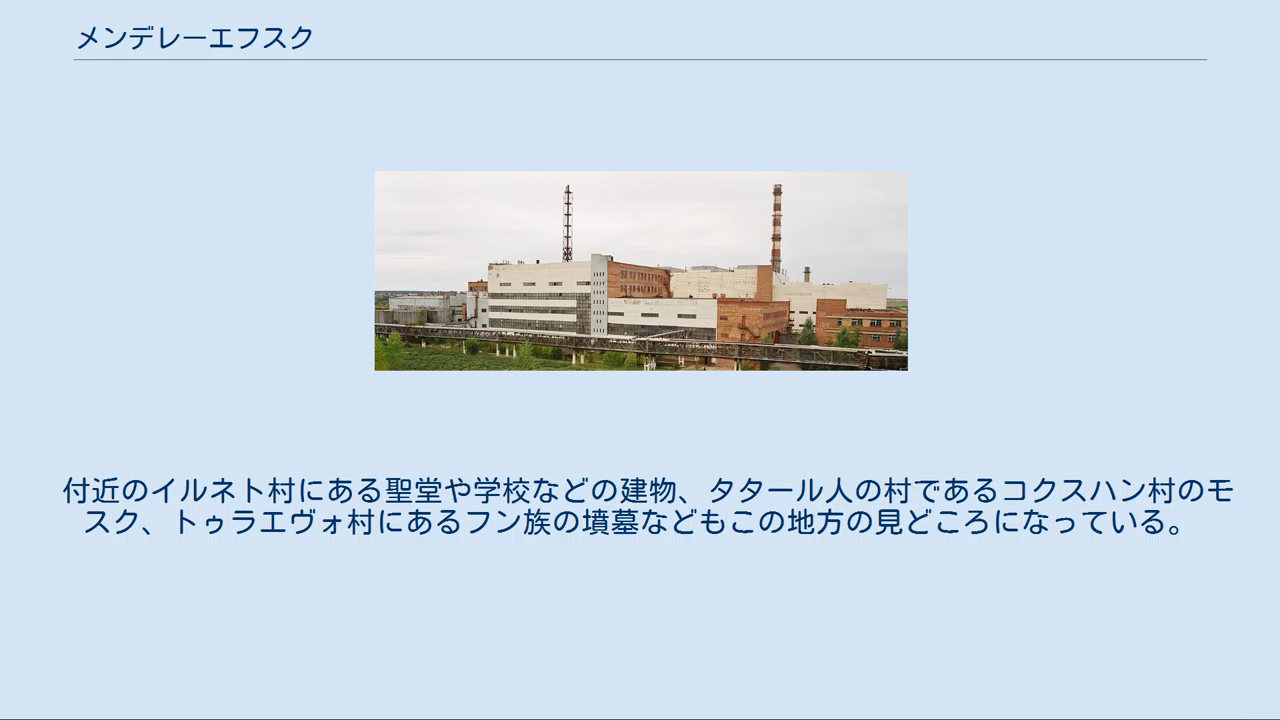 メンデレーエフスク
付近のイルネト村にある聖堂や学校などの建物、タタール人の村であるコクスハン村のモ
スク、トゥラエヴォ村にあるフン族の墳墓などもこの地方の見どころになっている。